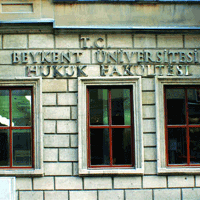 T.C.
BEYKENT ÜNİVERSİTESİ
HUKUK FAKÜLTESİ